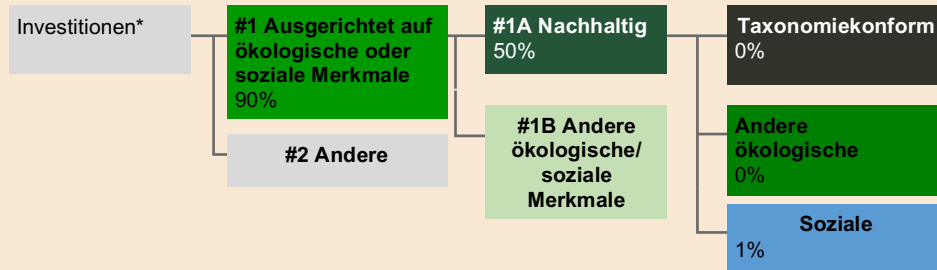 Investitionen*
#1 Ausgerichtet auf
ökologische oder
soziale Merkmale
90%
#2 Andere
#1A Nachhaltig
50%
#1B Andere
ökologische/
soziale
Merkmale
Taxonomiekonform
0%
Andere
ökologische
0%
Soziale
1%